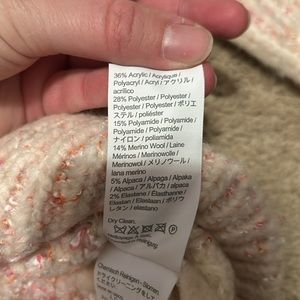 36% Acrylic / Acrylique /
Polyacryl / Acryl / アクリル /
acrílico
28% Polyester / Polyester /
Polyester / Polyester / ポリエ
ステル / poliéster
15% Polyamide / Polyamide /
Polyamid / Polyamide /
ナイロン / poliamida
14% Merino Wool / Laine
Mérinos / Merinowolle /
Merinowol / メリノウール /
lana merino
5% Alpaca / Alpaga / Alpaka
/ Alpaca / アルパカ / alpaca
2% Elastane / Élasthanne /
Elastan / Elastaan / ポリウ
レタン / elastano
Dry Clean.
P
Chemisch Reinigen